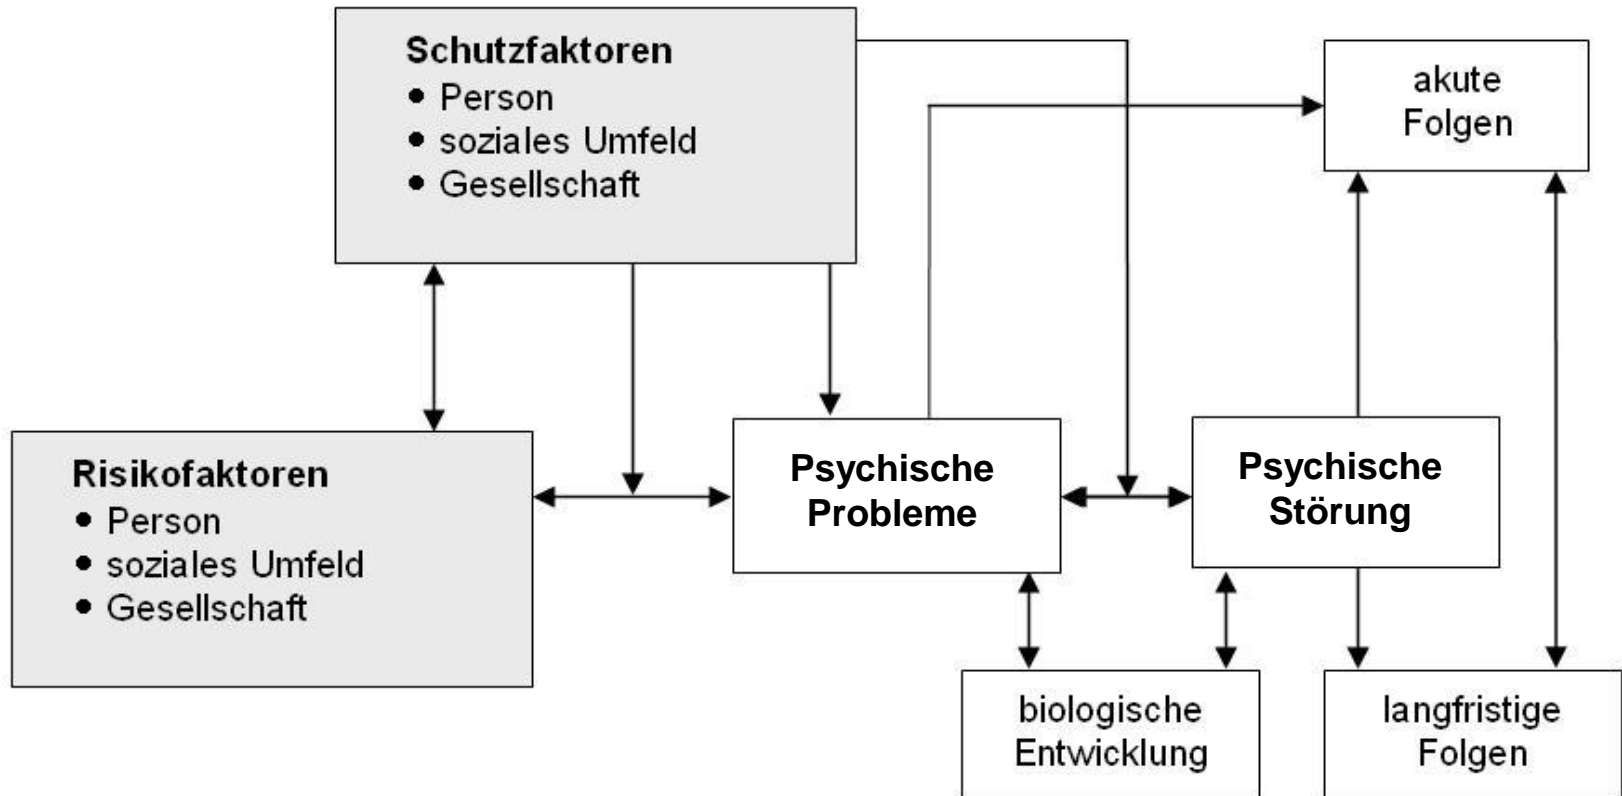 Schutzfaktoren
• Person
• soziales Umfeld
• Gesellschaft
akute
Folgen
Risikofaktoren
• Person
• soziales Umfeld
• Gesellschaft
Psychische
Probleme
Psychische
Störung
biologische
Entwicklung
langfristige
Folgen